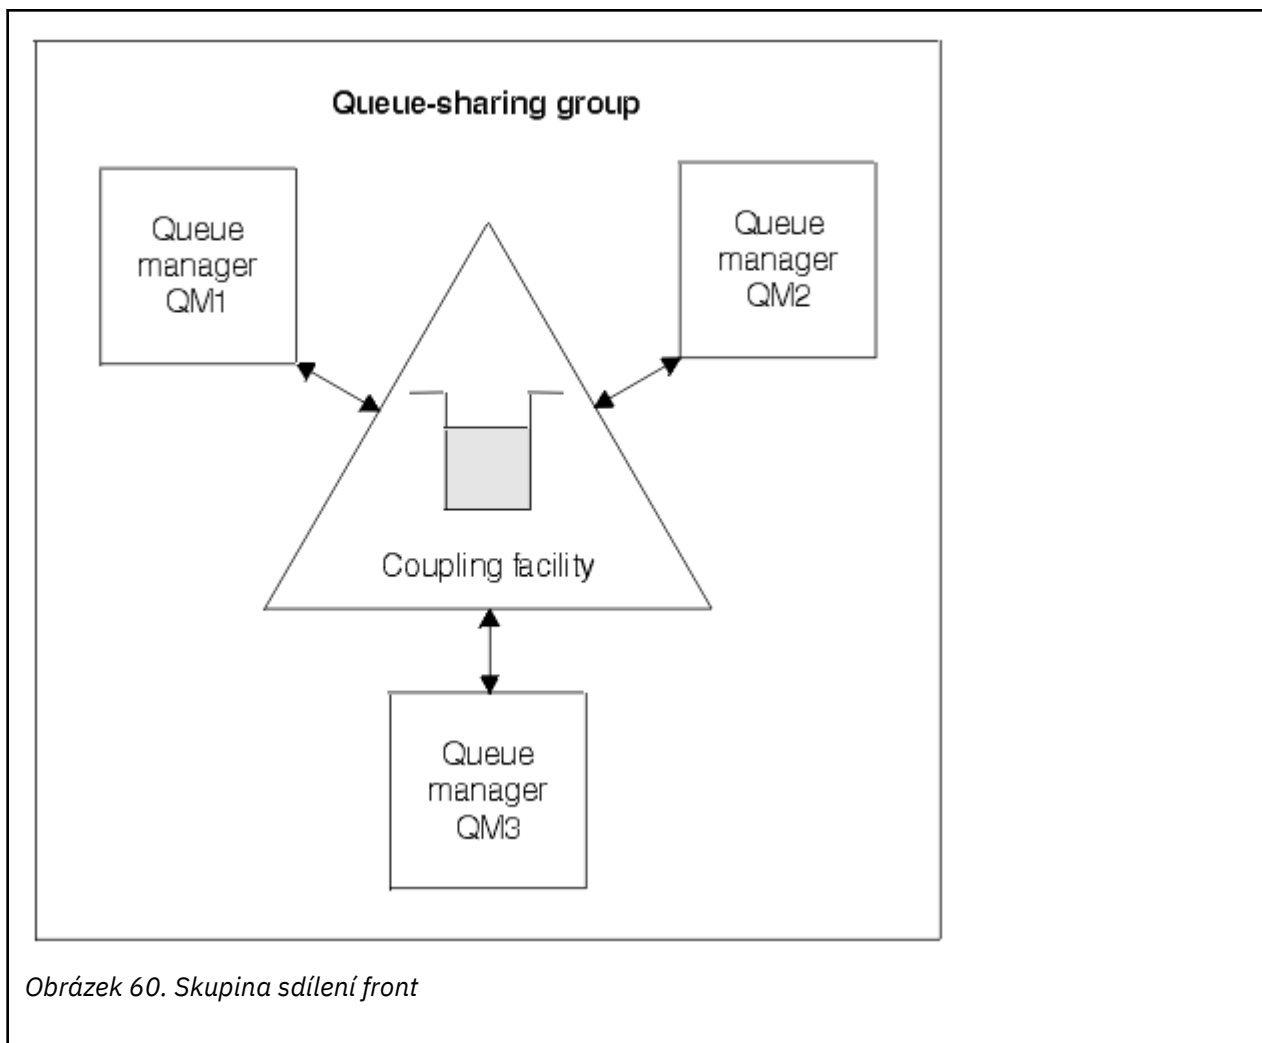 Queue-sharing group
Queue
manager
QM1
Queue
manager
QM2
Coupling facility
Queue
manager
QM3
Obrázek 60. Skupina sdílení front